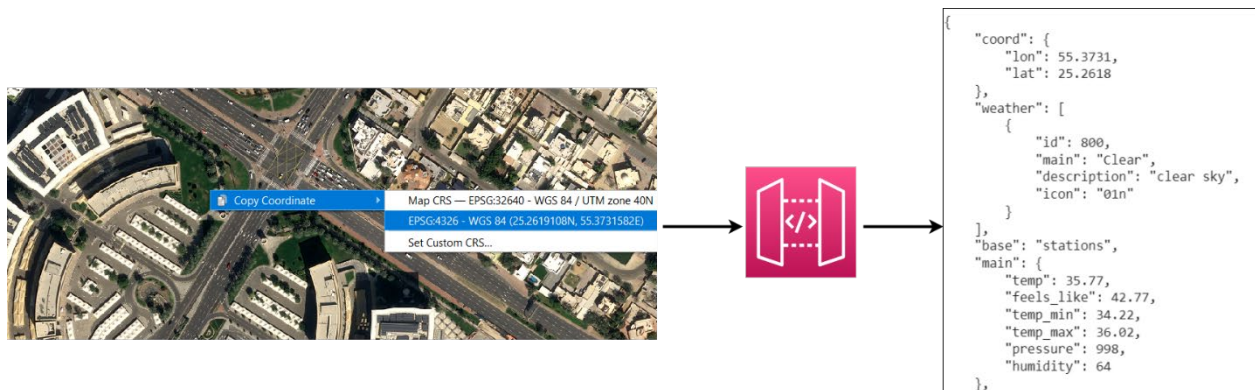 Copy Coordinate
Map CRS — EPSG:32640 - WGS 84 / UTM zone 40N
EPSG:4326 - WGS 84 (25.2619108N, 55.3731582E)
Set Custom CRS...
</>
{
    "coord": {
        "lon": 55.3731,
        "lat": 25.2618
    },
    "weather": [
        {
            "id": 800,
            "main": "Clear",
            "description": "clear sky",
            "icon": "01n"
        }
    ],
    "base": "stations",
    "main": {
        "temp": 35.77,
        "feels_like": 42.77,
        "temp_min": 34.22,
        "temp_max": 36.02,
        "pressure": 998,
        "humidity": 64
    },